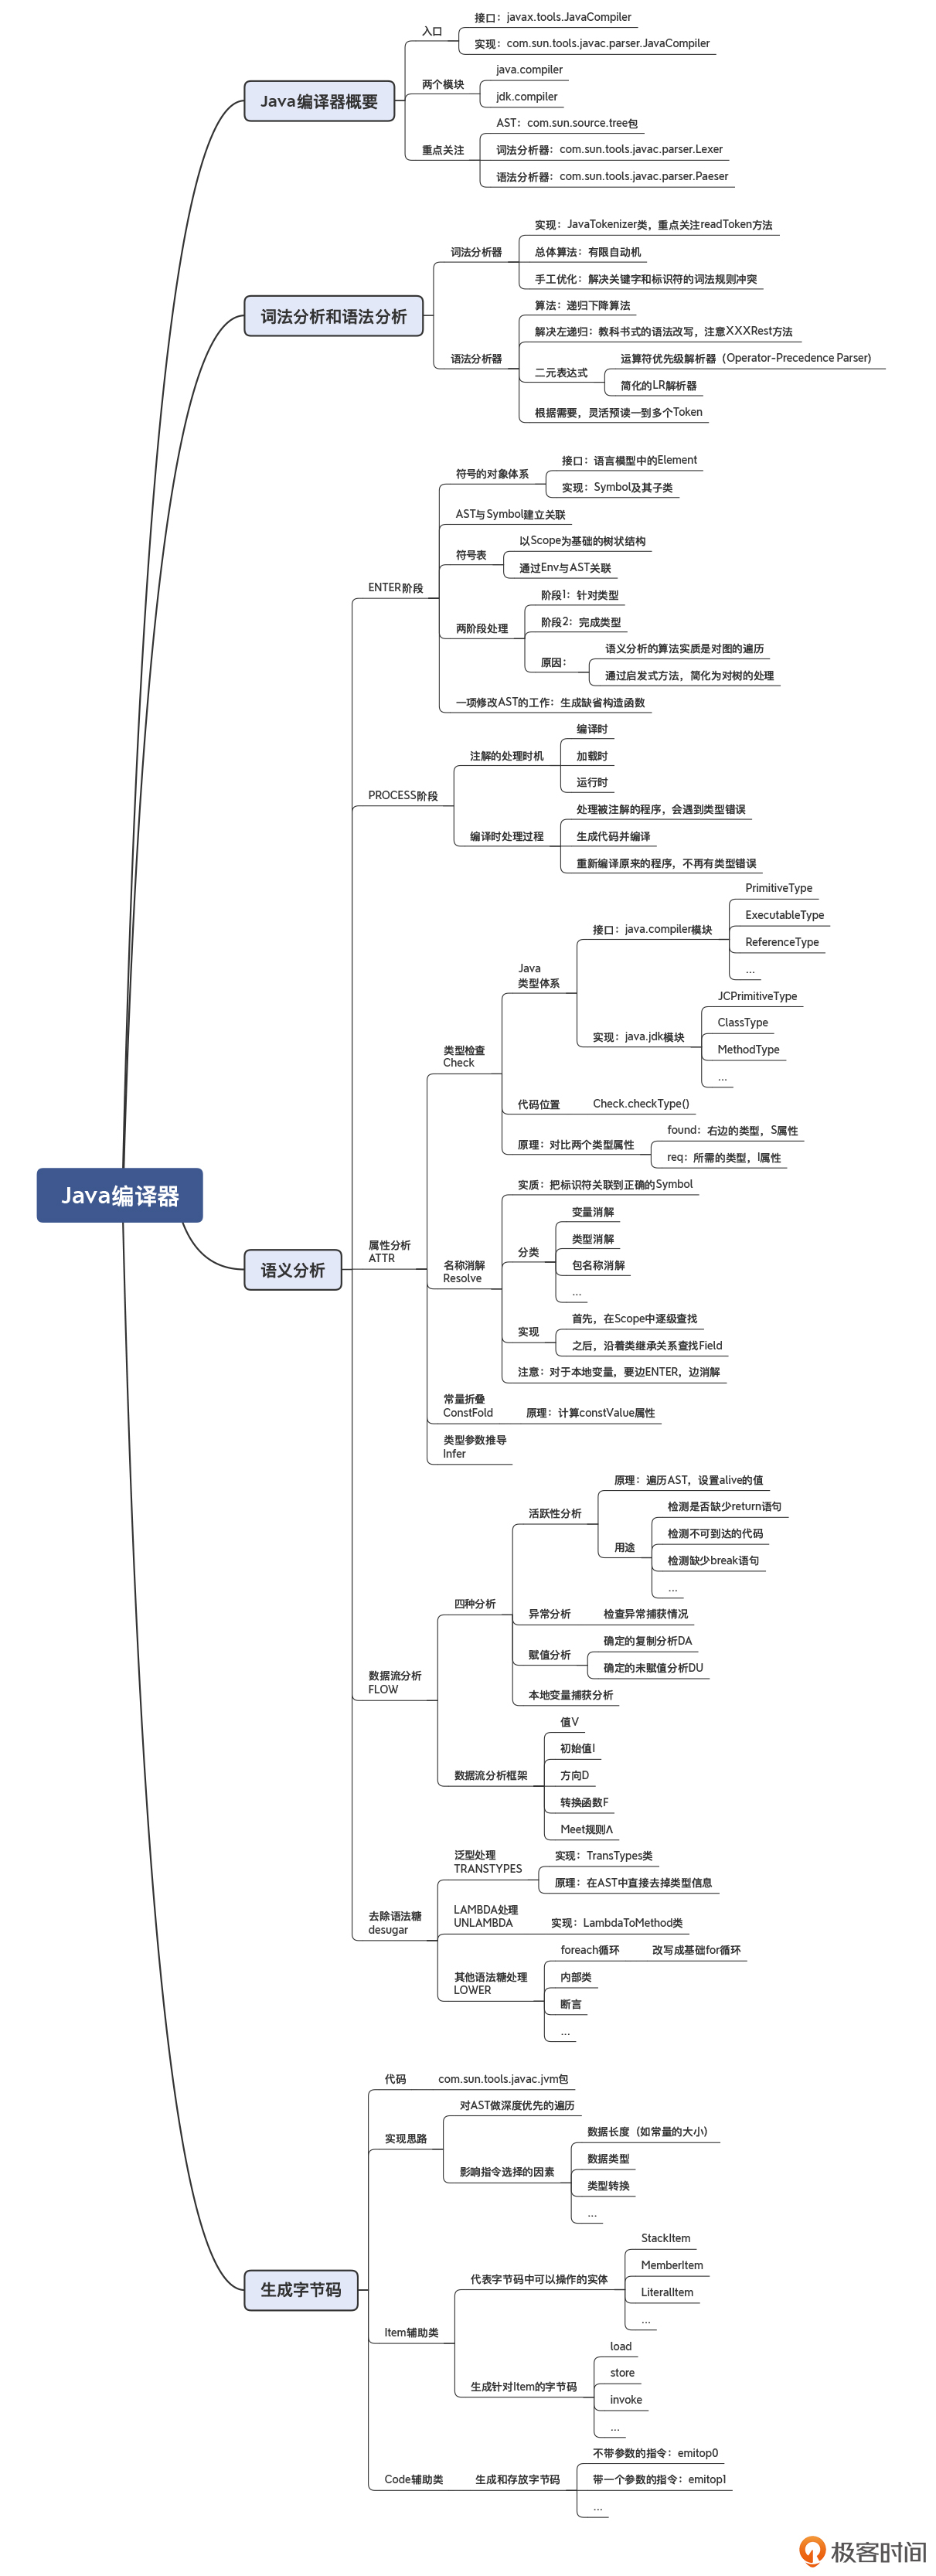 Java编译器
Java编译器概要
入口
接口：javax.tools.JavaCompiler
实现：com.sun.tools.javac.parser.JavaCompiler
两个模块
java.compiler
jdk.compiler
重点关注
AST：com.sun.source.tree包
词法分析器：com.sun.tools.javac.parser.Lexer
语法分析器：com.sun.tools.javac.parser.Paeser
词法分析和语法分析
词法分析器
实现：JavaTokenizer类，重点关注readToken方法
总体算法：有限自动机
手工优化：解决关键字和标识符的词法规则冲突
语法分析器
算法：递归下降算法
解决左递归：教科书式的语法改写，注意XXXRest方法
二元表达式
运算符优先级解析器（Operator-Precedence Parser)
简化的LR解析器
根据需要，灵活预读一到多个Token
语义分析
ENTER阶段
符号的对象体系
接口：语言模型中的Element
实现：Symbol及其子类
AST与Symbol建立关联
符号表
以Scope为基础的树状结构
通过Env与AST关联
两阶段处理
阶段1：针对类型
阶段2：完成类型
原因：
语义分析的算法实质是对图的遍历
通过启发式方法，简化为对树的处理
一项修改AST的工作：生成缺省构造函数
PROCESS阶段
注解的处理时机
编译时
加载时
运行时
编译时处理过程
处理被注解的程序，会遇到类型错误
生成代码并编译
重新编译原来的程序，不再有类型错误
属性分析
ATTR
类型检查
Check
Java
类型体系
接口：java.compiler模块
PrimitiveType
ExecutableType
ReferenceType
...
实现：java.jdk模块
JCPrimitiveType
ClassType
MethodType
...
代码位置
Check.checkType()
原理：对比两个类型属性
found：右边的类型，S属性
req：所需的类型，I属性
名称消解
Resolve
实质：把标识符关联到正确的Symbol
分类
变量消解
类型消解
包名称消解
...
实现
首先，在Scope中逐级查找
之后，沿着类继承关系查找Field
注意：对于本地变量，要边ENTER，边消解
常量折叠
ConstFold
原理：计算constValue属性
类型参数推导
Infer
数据流分析
FLOW
四种分析
活跃性分析
原理：遍历AST，设置alive的值
用途
检测是否缺少return语句
检测不可到达的代码
检测缺少break语句
...
异常分析
检查异常捕获情况
赋值分析
确定的复制分析DA
确定的未赋值分析DU
本地变量捕获分析
数据流分析框架
值V
初始值I
方向D
转换函数F
Meet规则Λ
去除语法糖
desugar
泛型处理
TRANSTYPES
实现：TransTypes类
原理：在AST中直接去掉类型信息
LAMBDA处理
UNLAMBDA
实现：LambdaToMethod类
其他语法糖处理
LOWER
foreach循环
改写成基础for循环
内部类
断言
...
生成字节码
代码
com.sun.tools.javac.jvm包
实现思路
对AST做深度优先的遍历
影响指令选择的因素
数据长度（如常量的大小）
数据类型
类型转换
...
Item辅助类
代表字节码中可以操作的实体
StackItem
MemberItem
LiteralItem
...
生成针对Item的字节码
load
store
invoke
...
Code辅助类
生成和存放字节码
不带参数的指令：emitop0
带一个参数的指令：emitop1
...
极客时间